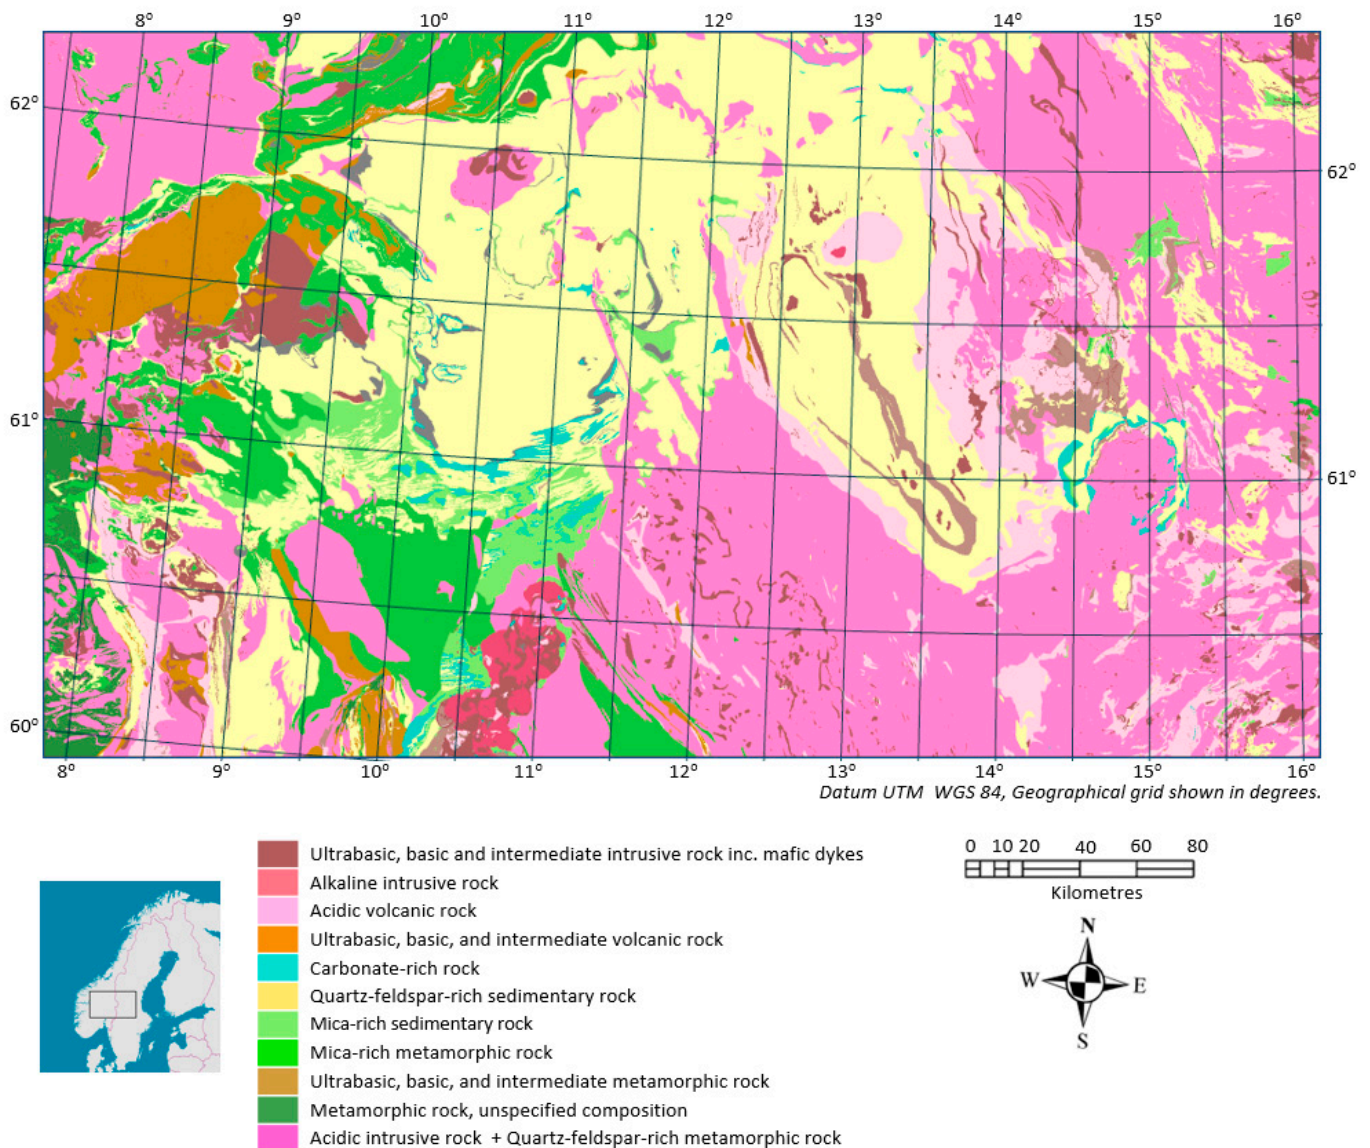 8° 9° 10° 11° 12° 13° 14° 15° 16°
62° 62°
61° 61°
60°
8° 9° 10° 11° 12° 13° 14° 15° 16°
Datum UTM WGS 84, Geographical grid shown in degrees.
Ultrabasic, basic and intermediate intrusive rock inc. mafic dykes
Alkaline intrusive rock
Acidic volcanic rock
Ultrabasic, basic, and intermediate volcanic rock
Carbonate-rich rock
Quartz-feldspar-rich sedimentary rock
Mica-rich sedimentary rock
Mica-rich metamorphic rock
Ultrabasic, basic, and intermediate metamorphic rock
Metamorphic rock, unspecified composition
Acidic intrusive rock + Quartz-feldspar-rich metamorphic rock
0 10 20 40 60 80
Kilometres
N
W E
S